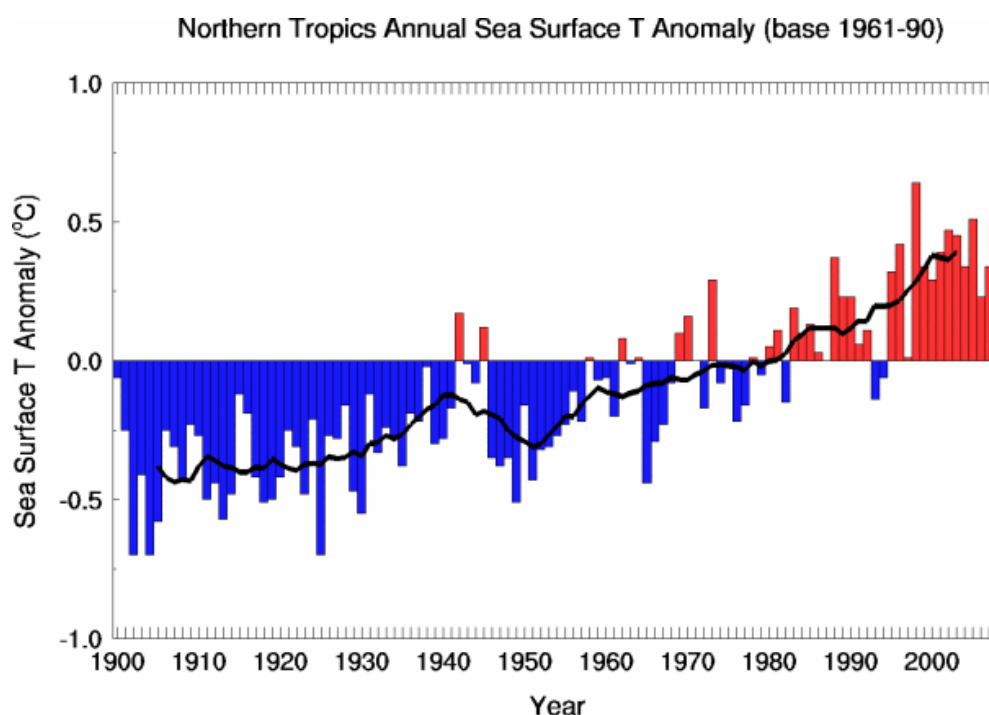 Northern Tropics Annual Sea Surface T Anomaly (base 1961-90)
1.0
0.5
0.0
-0.5
-1.0
Sea Surface T Anomaly (°C)
1900 1910 1920 1930 1940 1950 1960 1970 1980 1990 2000
Year